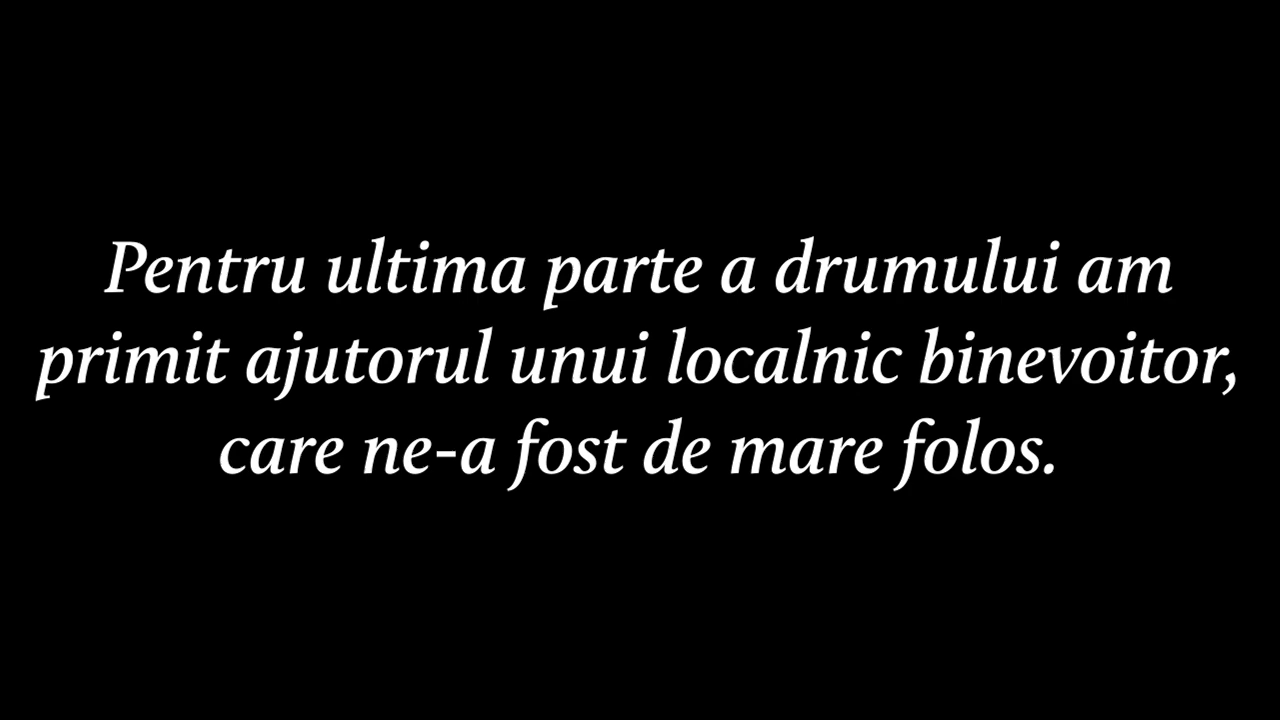 Pentru ultima parte a drumului am
primit ajutorul unui localnic binevoitor,
care ne-a fost de mare folos.